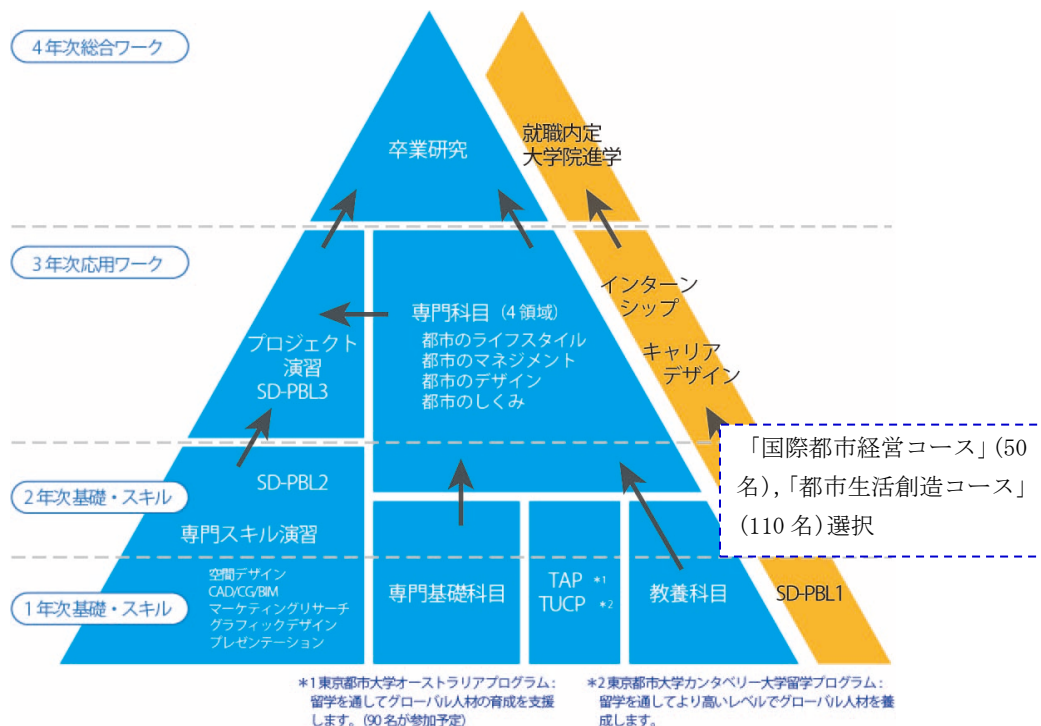 4年次総合ワーク
卒業研究
就職内定
大学院進学
3年次応用ワーク
インターン
シップ
専門科目（4領域）
都市のライフスタイル
都市のマネジメント
都市のデザイン
都市のしくみ
プロジェクト
演習
SD-PBL3
キャリア
デザイン
「国際都市経営コース」(50
名),「都市生活創造コース」
(110名)選択
2年次基礎・スキル
SD-PBL2
専門スキル演習
1年次基礎・スキル
空間デザイン
CAD/CG/BIM
マーケティングリサーチ
グラフィックデザイン
プレゼンテーション
専門基礎科目
TAP *1
TUCP *2
教養科目
SD-PBL1
*1東京都市大学オーストラリアプログラム：
留学を通してグローバル人材の育成を支援
します。（90名が参加予定）
*2東京都市大学カンタベリー大学留学プログラム：
留学を通してより高いレベルでグローバル人材を養
成します。